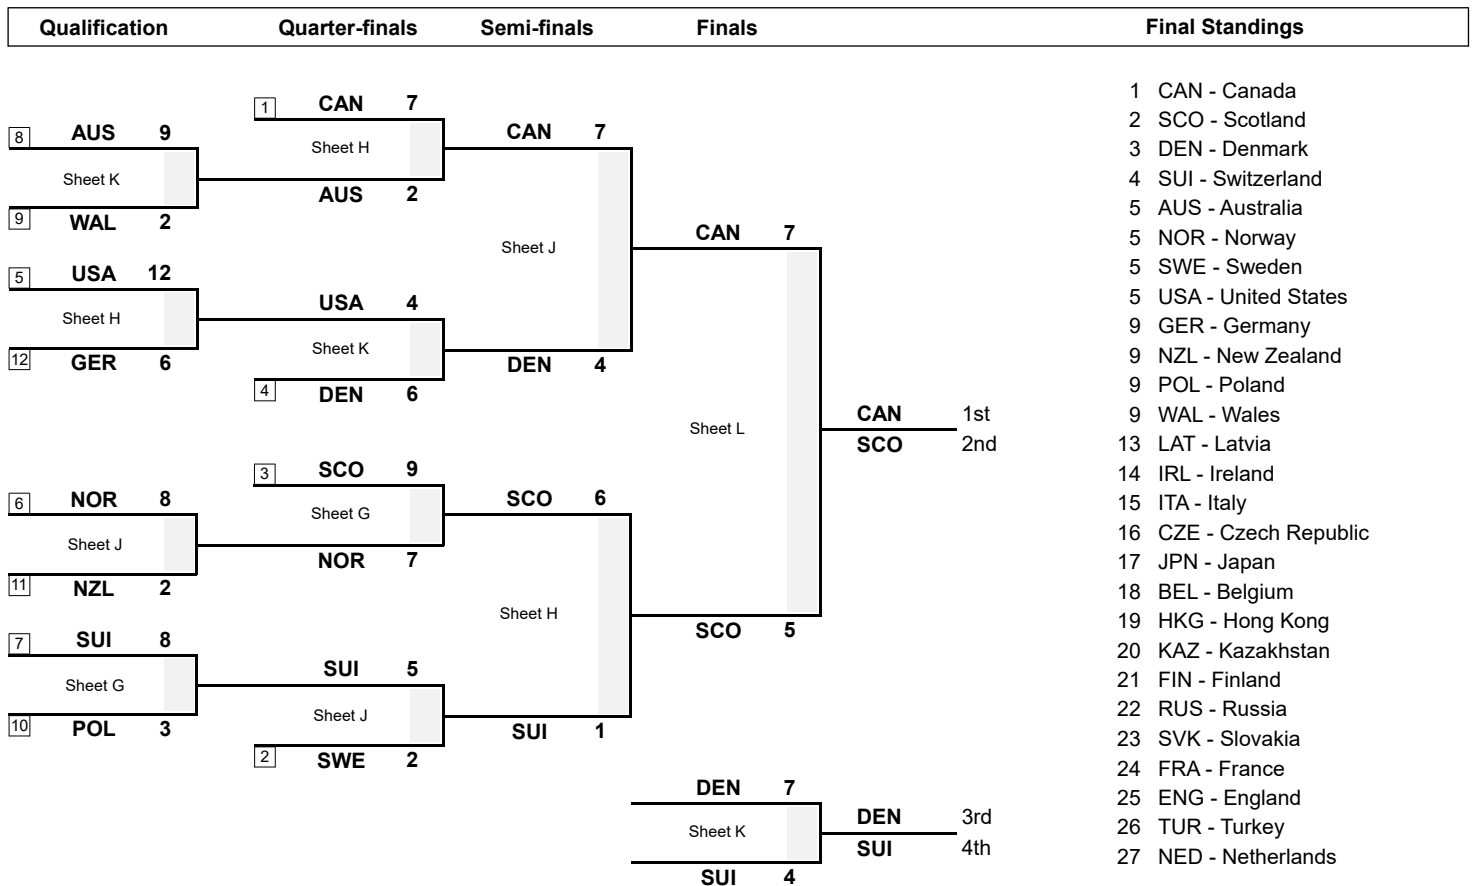 Qualification Quarter-finals Semi-finals Finals Final Standings
8 AUS 9
Sheet K
9 WAL 2
5 USA 12
Sheet H
12 GER 6
6 NOR 8
Sheet J
11 NZL 2
7 SUI 8
Sheet G
10 POL 3
1 CAN 7
Sheet H
AUS 2
USA 4
Sheet K
4 DEN 6
3 SCO 9
Sheet G
NOR 7
SUI 5
Sheet J
2 SWE 2
CAN 7
Sheet J
DEN 4
SCO 6
Sheet H
SUI 1
CAN 7
Sheet L
SCO 5
CAN 1st
SCO 2nd
DEN 7
Sheet K
SUI 4
DEN 3rd
SUI 4th
1 CAN - Canada
2 SCO - Scotland
3 DEN - Denmark
4 SUI - Switzerland
5 AUS - Australia
5 NOR - Norway
5 SWE - Sweden
5 USA - United States
9 GER - Germany
9 NZL - New Zealand
9 POL - Poland
9 WAL - Wales
13 LAT - Latvia
14 IRL - Ireland
15 ITA - Italy
16 CZE - Czech Republic
17 JPN - Japan
18 BEL - Belgium
19 HKG - Hong Kong
20 KAZ - Kazakhstan
21 FIN - Finland
22 RUS - Russia
23 SVK - Slovakia
24 FRA - France
25 ENG - England
26 TUR - Turkey
27 NED - Netherlands